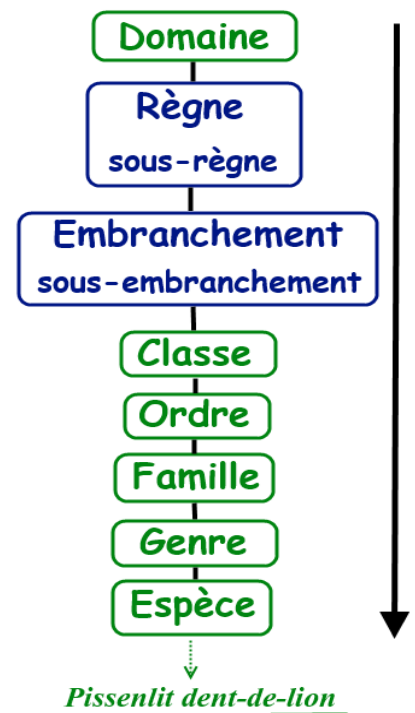 Domaine
Règne
sous-règne
Embranchement
sous-embranchement
Classe
Ordre
Famille
Genre
Espèce
Pissenlit dent-de-lion